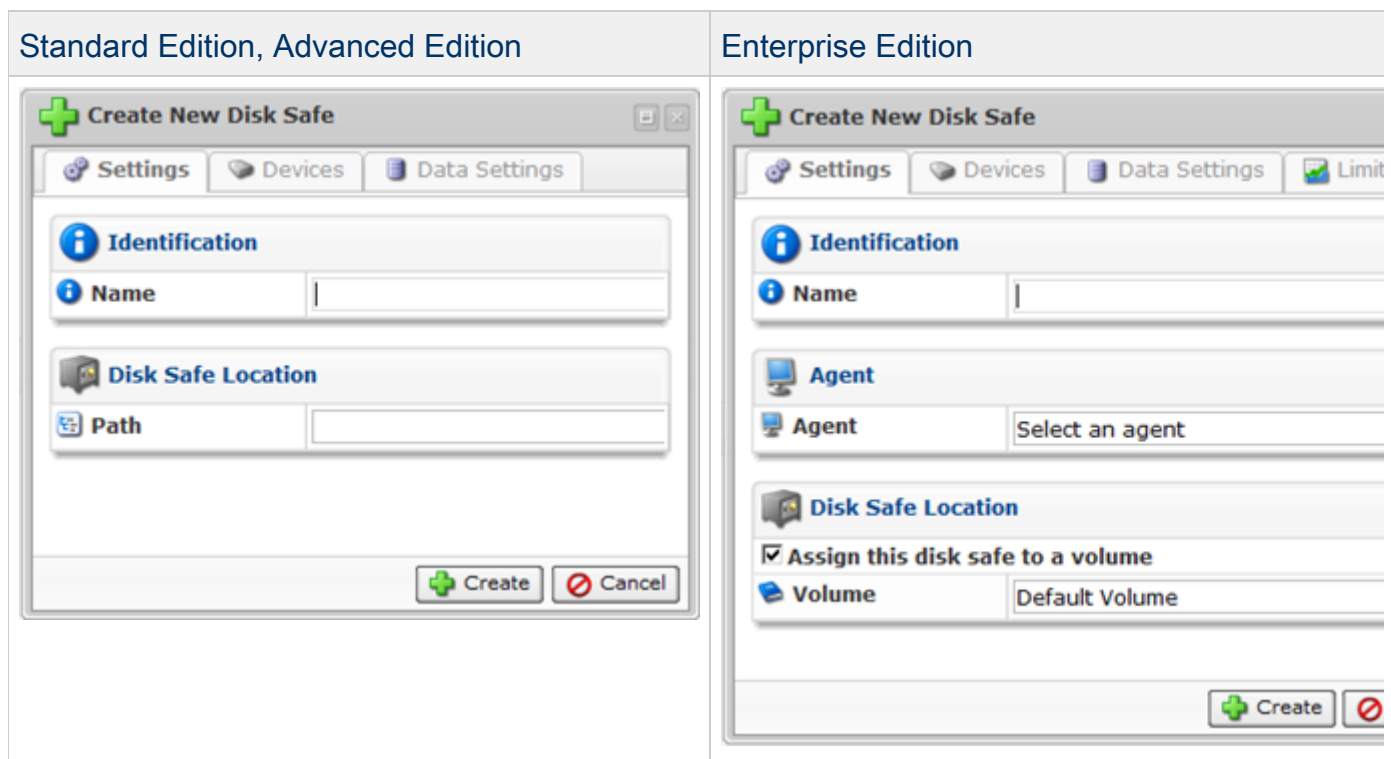 Standard Edition, Advanced Edition
Create New Disk Safe
Settings Devices Data Settings
Identification
Name
Disk Safe Location
Path
Create Cancel
Enterprise Edition
Create New Disk Safe
Settings Devices Data Settings Limit
Identification
Name
Agent
Agent Select an agent
Disk Safe Location
Assign this disk safe to a volume
Volume Default Volume
Create